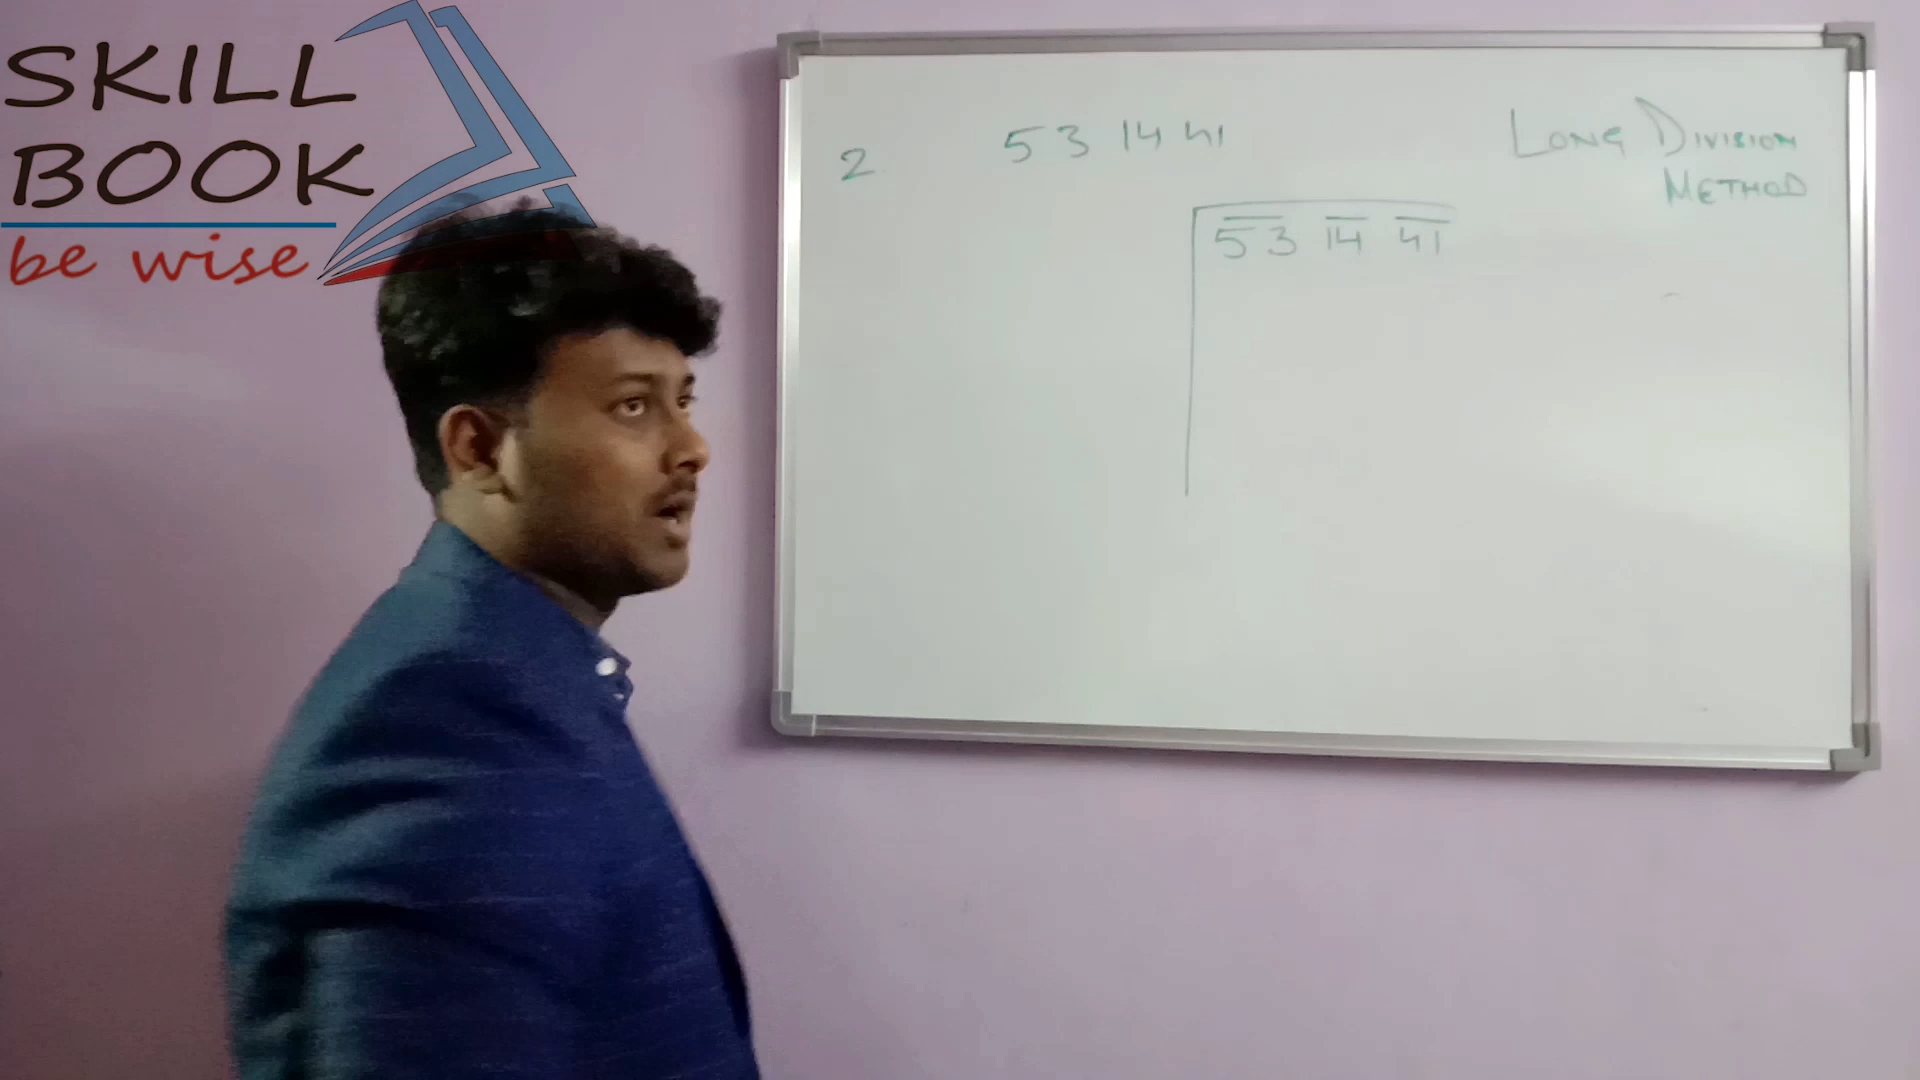 SKILL
BOOK
be wise
2 53 14 41
LONG DIVISION
METHOD
53 14 41